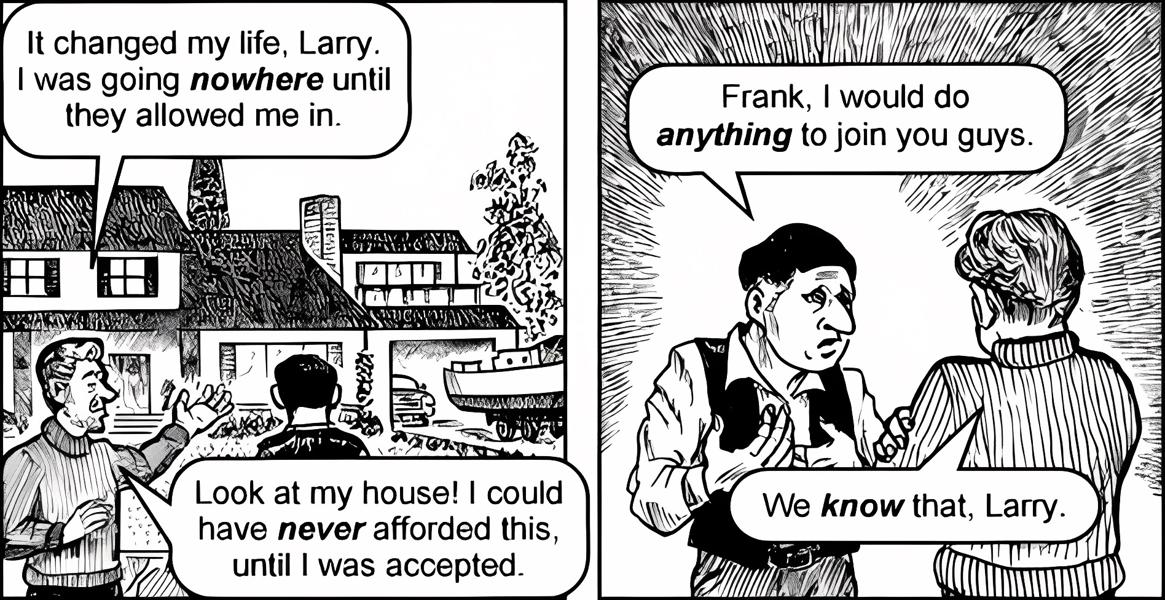 It changed my life, Larry.
I was going nowhere until
they allowed me in.
Look at my house! I could
have never afforded this,
until I was accepted.
Frank, I would do
anything to join you guys.
We know that, Larry.